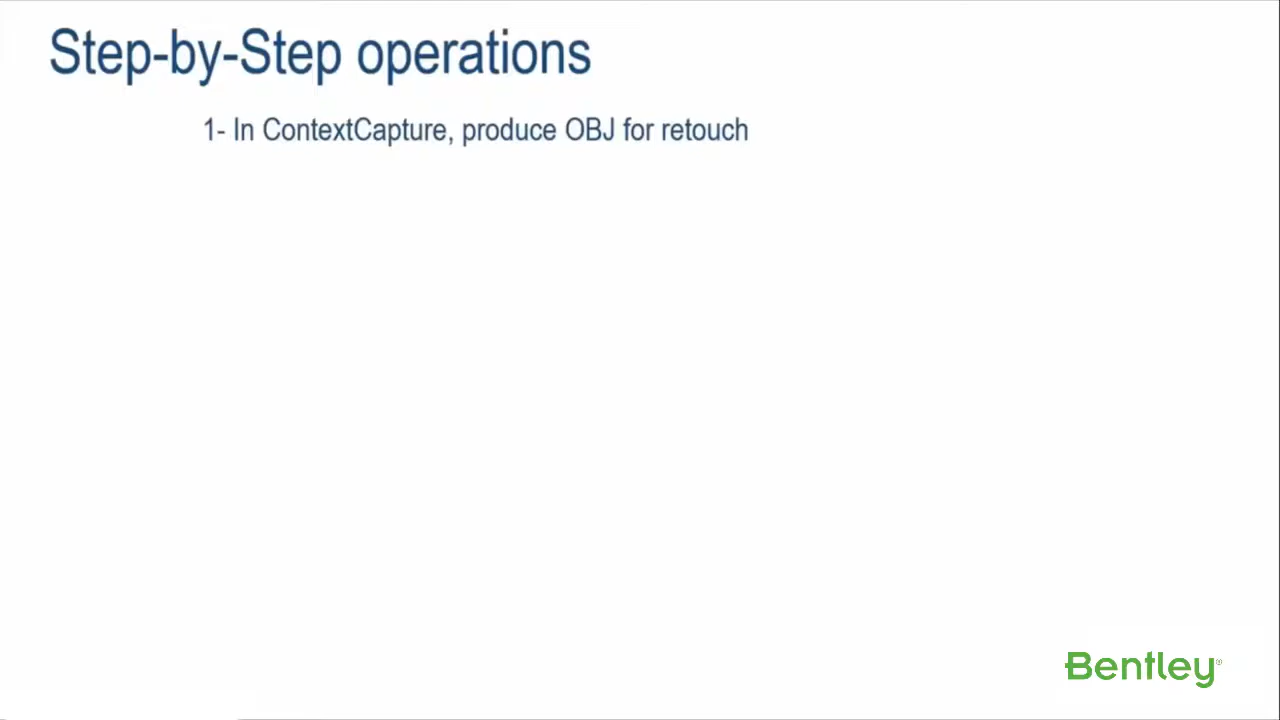 Step-by-Step operations
1- In ContextCapture, produce OBJ for retouch
Bentley®